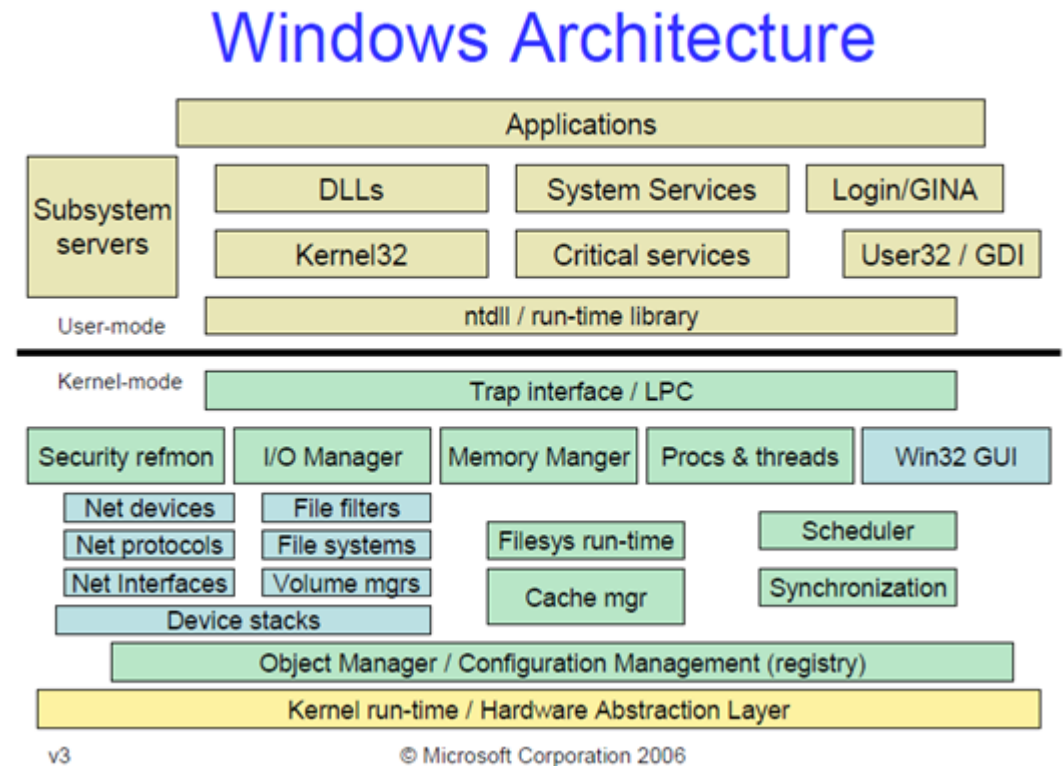 Windows Architecture
Applications
Subsystem
servers
DLLs
System Services
Login/GINA
Kernel32
Critical services
User32 / GDI
ntdll / run-time library
User-mode
Kernel-mode
Trap interface / LPC
Security refmon
I/O Manager
Memory Manger
Procs & threads
Win32 GUI
Net devices
File filters
Net protocols
File systems
Net Interfaces
Volume mgrs
Device stacks
Filesys run-time
Cache mgr
Scheduler
Synchronization
Object Manager / Configuration Management (registry)
Kernel run-time / Hardware Abstraction Layer
v3
© Microsoft Corporation 2006